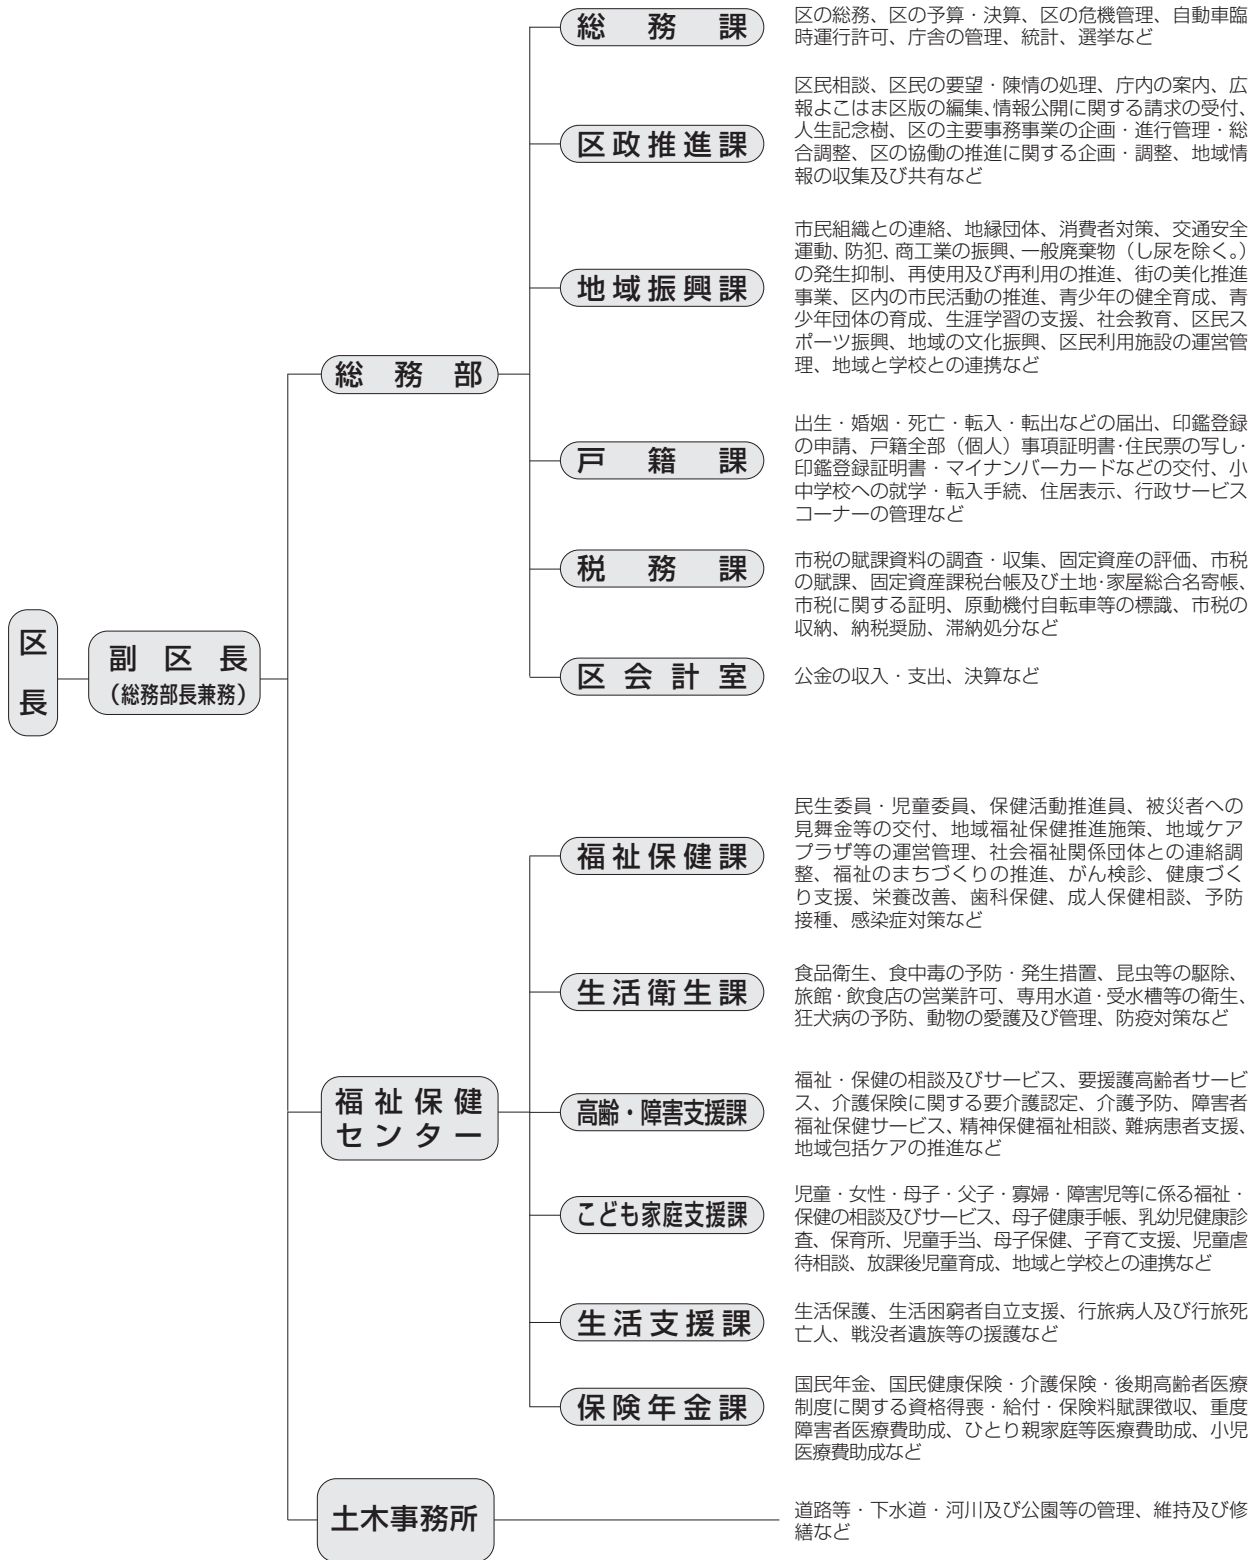 区長
副区長
（総務部長兼務）
総務部
総務課
区の総務、区の予算・決算、区の危機管理、自動車臨
時運行許可、庁舎の管理、統計、選挙など
区政推進課
区民相談、区民の要望・陳情の処理、庁内の案内、広
報よこはま区版の編集、情報公開に関する請求の受付、
人生記念樹、区の主要事務事業の企画・進行管理・総
合調整、区の協働の推進に関する企画・調整、地域情
報の収集及び共有など
地域振興課
市民組織との連絡、地縁団体、消費者対策、交通安全
運動、防犯、商工業の振興、一般廃棄物（し尿を除く。）
の発生抑制、再使用及び再利用の推進、街の美化推進
事業、区内の市民活動の推進、青少年の健全育成、青
少年団体の育成、生涯学習の支援、社会教育、区民ス
ポーツ振興、地域の文化振興、区民利用施設の運営管
理、地域と学校との連携など
戸籍課
出生・婚姻・死亡・転入・転出などの届出、印鑑登録
の申請、戸籍全部（個人）事項証明書・住民票の写し・
印鑑登録証明書・マイナンバーカードなどの交付、小
中学校への就学・転入手続、住居表示、行政サービス
コーナーの管理など
税務課
市税の賦課資料の調査・収集、固定資産の評価、市税
の賦課、固定資産課税台帳及び土地・家屋総合名寄帳、
市税に関する証明、原動機付自転車等の標識、市税の
収納、納税奨励、滞納処分など
区会計室
公金の収入・支出、決算など
福祉保健
センター
福祉保健課
民生委員・児童委員、保健活動推進員、被災者への
見舞金等の交付、地域福祉保健推進施策、地域ケア
プラザ等の運営管理、社会福祉関係団体との連絡調
整、福祉のまちづくりの推進、がん検診、健康づく
り支援、栄養改善、歯科保健、成人保健相談、予防
接種、感染症対策など
生活衛生課
食品衛生、食中毒の予防・発生措置、昆虫等の駆除、
旅館・飲食店の営業許可、専用水道・受水槽等の衛生、
狂犬病の予防、動物の愛護及び管理、防疫対策など
高齢・障害支援課
福祉・保健の相談及びサービス、要援護高齢者サービ
ス、介護保険に関する要介護認定、介護予防、障害者
福祉保健サービス、精神保健福祉相談、難病患者支援、
地域包括ケアの推進など
こども家庭支援課
児童・女性・母子・父子・寡婦・障害児等に係る福祉・
保健の相談及びサービス、母子健康手帳、乳幼児健康診
査、保育所、児童手当、母子保健、子育て支援、児童虐
待相談、放課後児童育成、地域と学校との連携など
生活支援課
生活保護、生活困窮者自立支援、行旅病人及び行旅死
亡人、戦没者遺族等の援護など
保険年金課
国民年金、国民健康保険・介護保険・後期高齢者医療
制度に関する資格得喪・給付・保険料賦課徴収、重度
障害者医療費助成、ひとり親家庭等医療費助成、小児
医療費助成など
土木事務所
道路等・下水道・河川及び公園等の管理、維持及び修
繕など